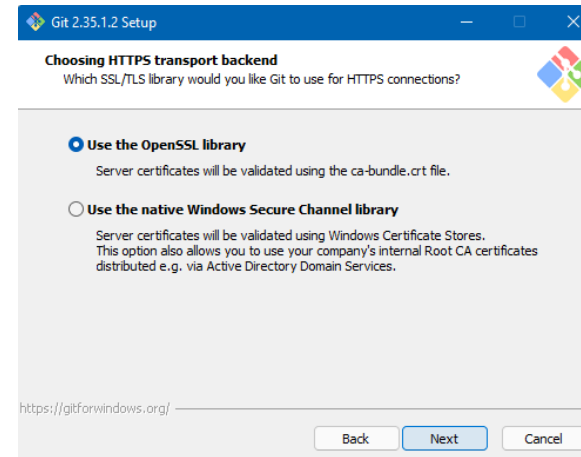 Git 2.35.1.2 Setup
Choosing HTTPS transport backend
Which SSL/TLS library would you like Git to use for HTTPS connections?
Use the OpenSSL library
Server certificates will be validated using the ca-bundle.crt file.
Use the native Windows Secure Channel library
Server certificates will be validated using Windows Certificate Stores.
This option also allows you to use your company's internal Root CA certificates
distributed e.g. via Active Directory Domain Services.
https://gitforwindows.org/
Back Next Cancel